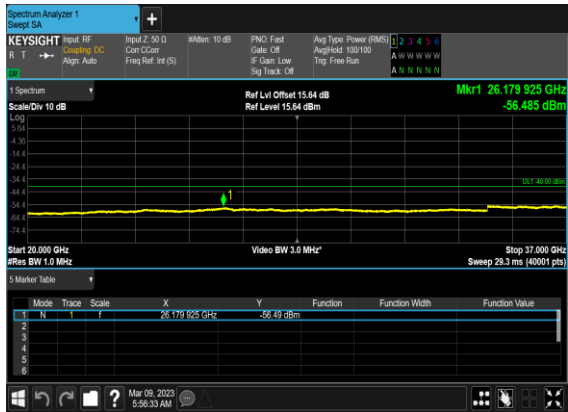 Spectrum Analyzer 1
Swept SA
KEYSIGHT
R T
Input: RF
Coupling: DC
Align: Auto
Input Z: 50 Ω
Corr CCorr
Freq Ref: Int (S)
#Atten: 10 dB
PNO: Fast
Gate: Off
IF Gain: Low
Sig Track: Off
Avg Type: Power (RMS)
Avg|Hold: 100/100
Trig: Free Run
1 2 3 4 5 6
A W W W W W
A N N N N N
1 Spectrum
Scale/Div 10 dB
Ref Lvl Offset 15.64 dB
Ref Level 15.64 dBm
Mkr1 26.179 925 GHz
-56.485 dBm
Log
5.64
-4.36
-14.4
-24.4
-34.4
-44.4
-54.4
-64.4
-74.4
DL1 -40.00 dBm
1
Start 20.000 GHz
#Res BW 1.0 MHz
Video BW 3.0 MHz*
Stop 37.000 GHz
Sweep 29.3 ms (40001 pts)
5 Marker Table
Mode Trace Scale X Y Function Function Width Function Value
1 N 1 f 26.179 925 GHz -56.49 dBm
2
3
4
5
6
?
Mar 09, 2023
5:56:33 AM